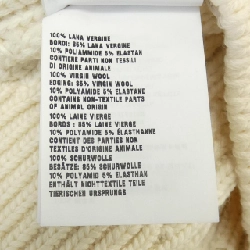 100% LANA VERGINE
BORDI: 85% LANA VERGINE
10% POLIAMMIDE 5% ELASTAN
CONTIENE PARTI NON TESSILI
DI ORIGINE ANIMALE
100% VIRGIN WOOL
EDGING: 85% VIRGIN WOOL
10% POLYAMIDE 5% ELASTANE
CONTAINS NON-TEXTILE PARTS
OF ANIMAL ORIGIN
100% LAINE VIERGE
BORDS: 85% LAINE VIERGE
10% POLYAMIDE 5% ÉLASTHANNE
CONTIENT DES PARTIES NON
TEXTILES D'ORIGINE ANIMALE
100% SCHURWOLLE
BESÄTZE: 85% SCHURWOLLE
10% POLYAMID 5% ELASTHAN
ENTHÄLT NICHTTEXTILE TEILE
TIERISCHEN URSPRUNGS